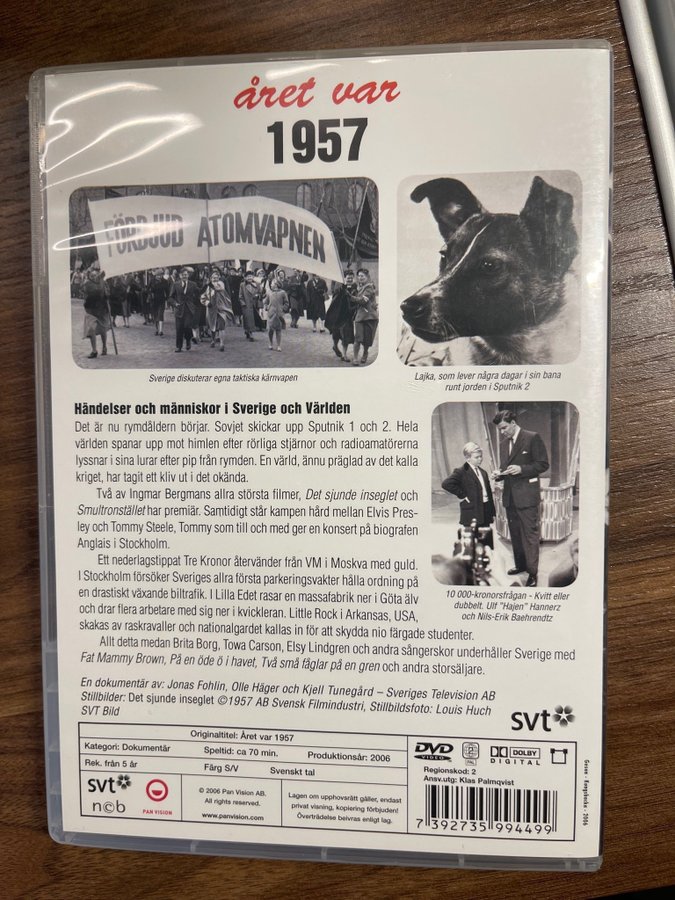 året var
1957
FÖRBJUD ATOMVAPNEN
Sverige diskuterar egna taktiska kärnvapen
Lajka, som lever några dagar i sin bana
runt jorden i Sputnik 2
Händelser och människor i Sverige och Världen
Det är nu rymdåldern börjar. Sovjet skickar upp Sputnik 1 och 2. Hela
världen spanar upp mot himlen efter rörliga stjärnor och radioamatörerna
lyssnar i sina lurar efter pip från rymden. En värld, ännu präglad av det kalla
kriget, har tagit ett kliv ut i det okända.
Två av Ingmar Bergmans allra största filmer, Det sjunde inseglet och
Smultronstället har premiär. Samtidigt står kampen hård mellan Elvis Pres-
ley och Tommy Steele, Tommy som till och med ger en konsert på biografen
Anglais i Stockholm.
Ett nederlagstippat Tre Kronor återvänder från VM i Moskva med guld.
I Stockholm försöker Sveriges allra första parkeringsvakter hålla ordning på
en drastiskt växande biltrafik. I Lilla Edet rasar en massafabrik ner i Göta älv
och drar flera arbetare med sig ner i kvickleran. Little Rock i Arkansas, USA,
skakas av raskravaller och nationalgardet kallas in för att skydda nio färgade studenter.
Allt detta medan Brita Borg, Towa Carson, Elsy Lindgren och andra sångerskor underhåller Sverige med
Fat Mammy Brown, På en öde ö i havet, Två små fåglar på en gren och andra storsäljare.
10 000-kronorsfrågan - Kvitt eller
dubbelt. Ulf "Hajen" Hannerz
och Nils-Erik Baehrendtz
En dokumentär av: Jonas Fohlin, Olle Häger och Kjell Tunegård – Sveriges Television AB
Stillbilder: Det sjunde inseglet ©1957 AB Svensk Filmindustri, Stillbildsfoto: Louis Huch
SVT Bild
svt
Originaltitel: Året var 1957
Kategori: Dokumentär
Speltid: ca 70 min.
Produktionsår: 2006
Rek. från 5 år
Färg S/V
Svenskt tal
svt
n©b
PAN VISION
© 2006 Pan Vision AB.
All rights reserved.
www.panvision.com
Lagen om upphovsrätt gäller, endast
privat visning, kopiering förbjuden!
Överträdelse beivras enligt lag.
DVD
VIDEO
2
PAL
DOLBY
DIGITAL
Regionskod: 2
Ansv.utg: Klas Palmqvist
7 392735 994499